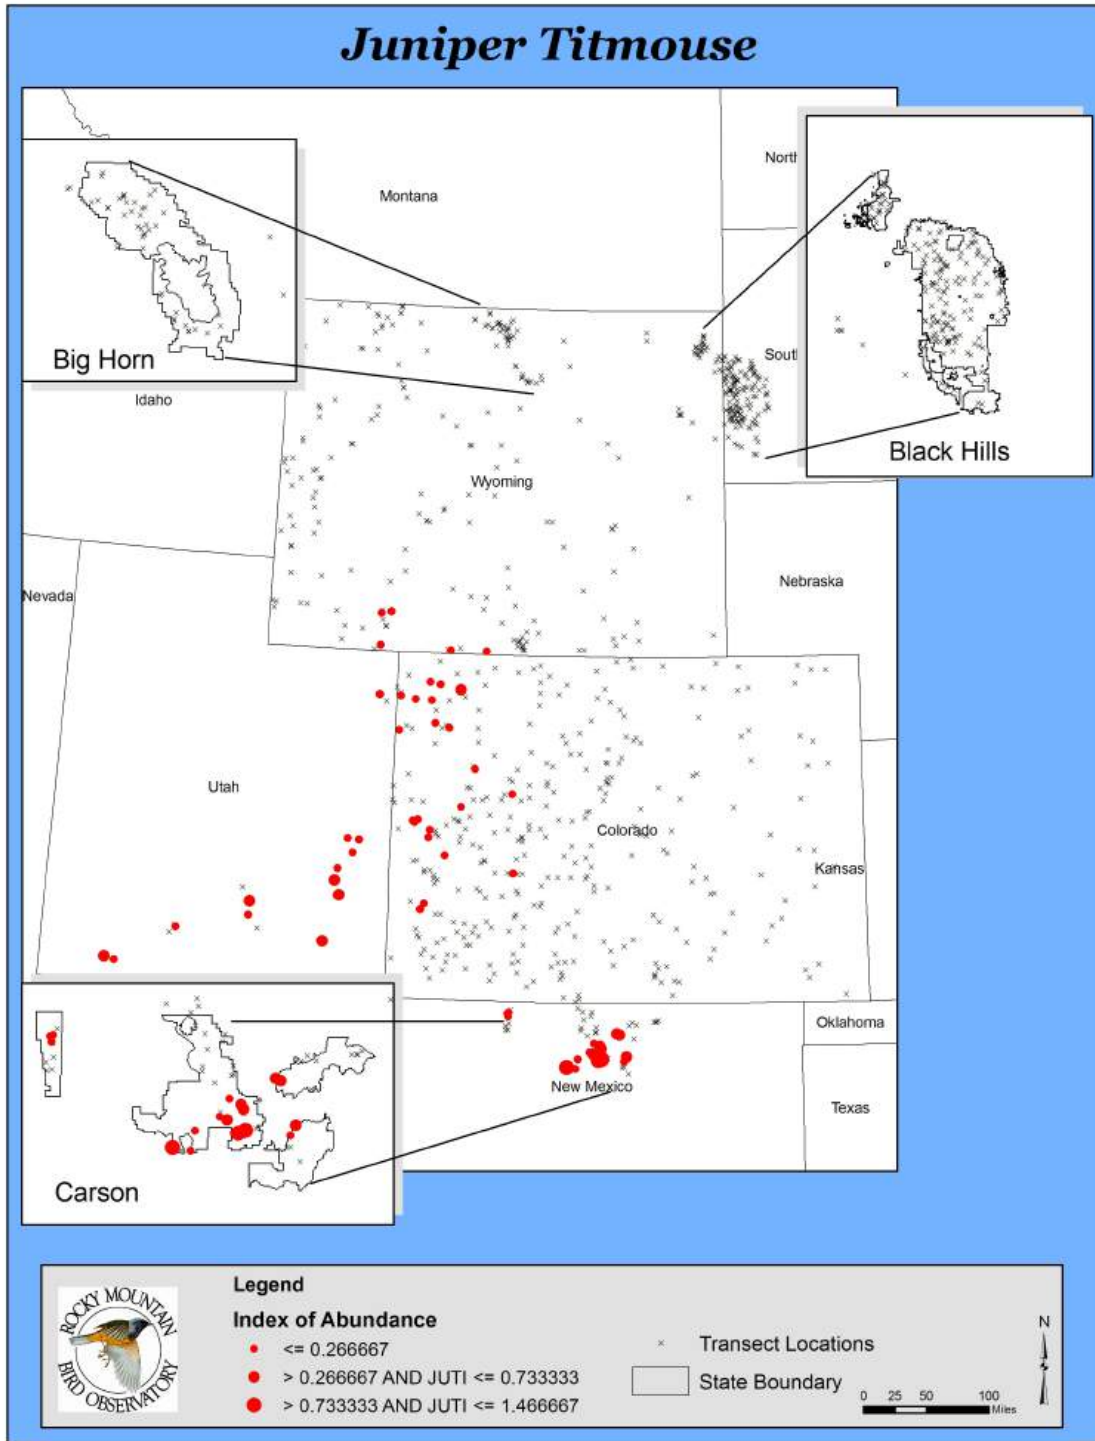 Juniper Titmouse
North
Montana
Big Horn
Idaho
South
Black Hills
Wyoming
Nevada
Nebraska
Utah
Colorado
Kansas
Oklahoma
New Mexico
Texas
Carson
ROCKY MOUNTAIN
BIRD OBSERVATORY
Legend
Index of Abundance
<= 0.266667
> 0.266667 AND JUTI <= 0.733333
> 0.733333 AND JUTI <= 1.466667
Transect Locations
State Boundary
N
0 25 50 100
Miles